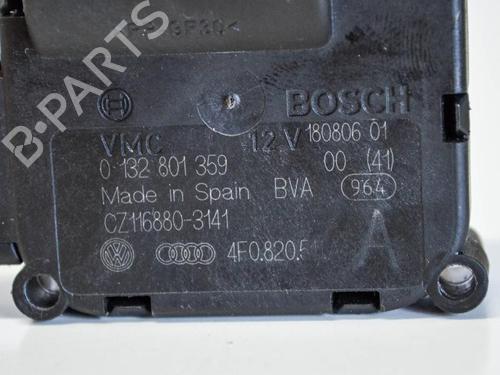 BOSCH
VMC 12 V 180806 01
0 132 801 359 00 (41)
Made in Spain BVA 964
CZ116880-3141
4F0.820.
A
B-PARTS